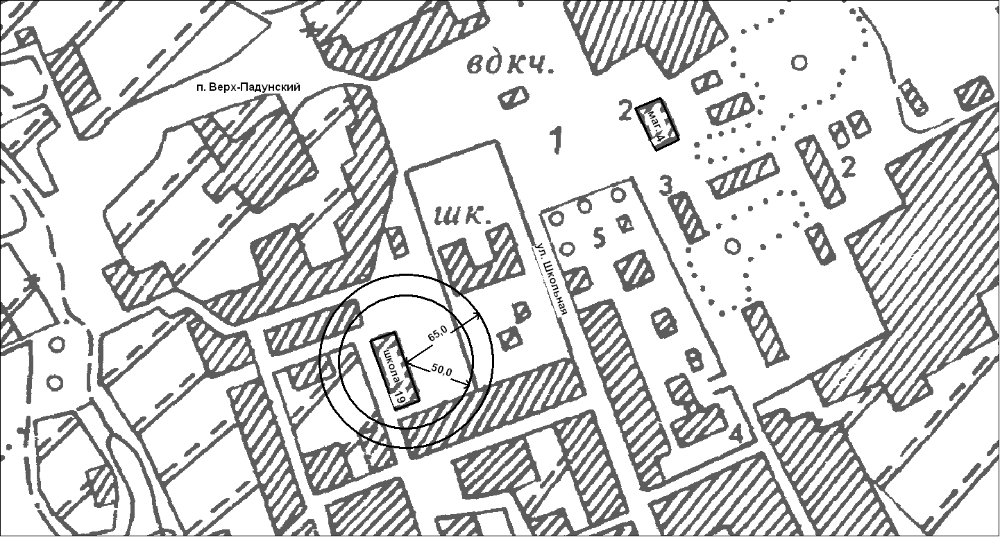 вдкч.
п. Верх-Падунский
2
маг. 4
1
2
3
шк.
5
ул. Школьная
65,0
50,0
школа 19
4